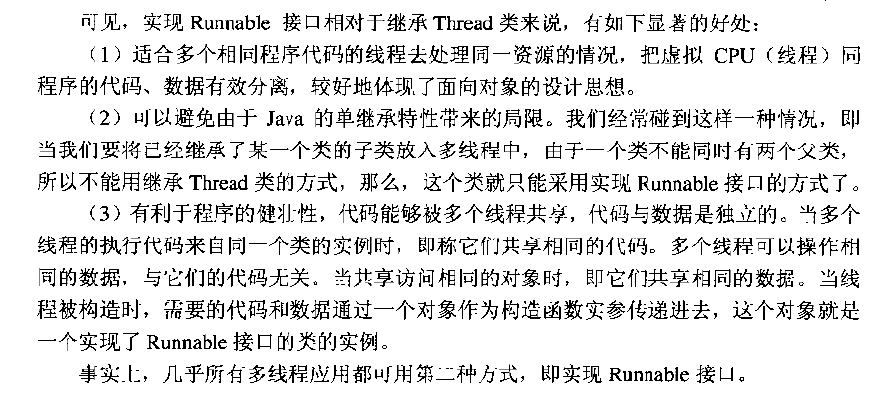 可见，实现 Runnable 接口相对于继承 Thread 类来说，有如下显著的好处：
（1）适合多个相同程序代码的线程去处理同一资源的情况，把虚拟 CPU（线程）同
程序的代码、数据有效分离，较好地体现了面向对象的设计思想。
（2）可以避免由于 Java 的单继承特性带来的局限。我们经常碰到这样一种情况，即
当我们要将已经继承了某一个类的子类放入多线程中，由于一个类不能同时有两个父类，
所以不能用继承 Thread 类的方式，那么，这个类就只能采用实现 Runnable 接口的方式了。
（3）有利于程序的健壮性，代码能够被多个线程共享，代码与数据是独立的。当多个
线程的执行代码来自同一个类的实例时，即称它们共享相同的代码。多个线程可以操作相
同的数据，与它们的代码无关。当共享访问相同的对象时，即它们共享相同的数据。当线
程被构造时，需要的代码和数据通过一个对象作为构造函数实参传递进去，这个对象就是
一个实现了 Runnable 接口的类的实例。
事实上，几乎所有多线程应用都可用第二种方式，即实现 Runnable 接口。